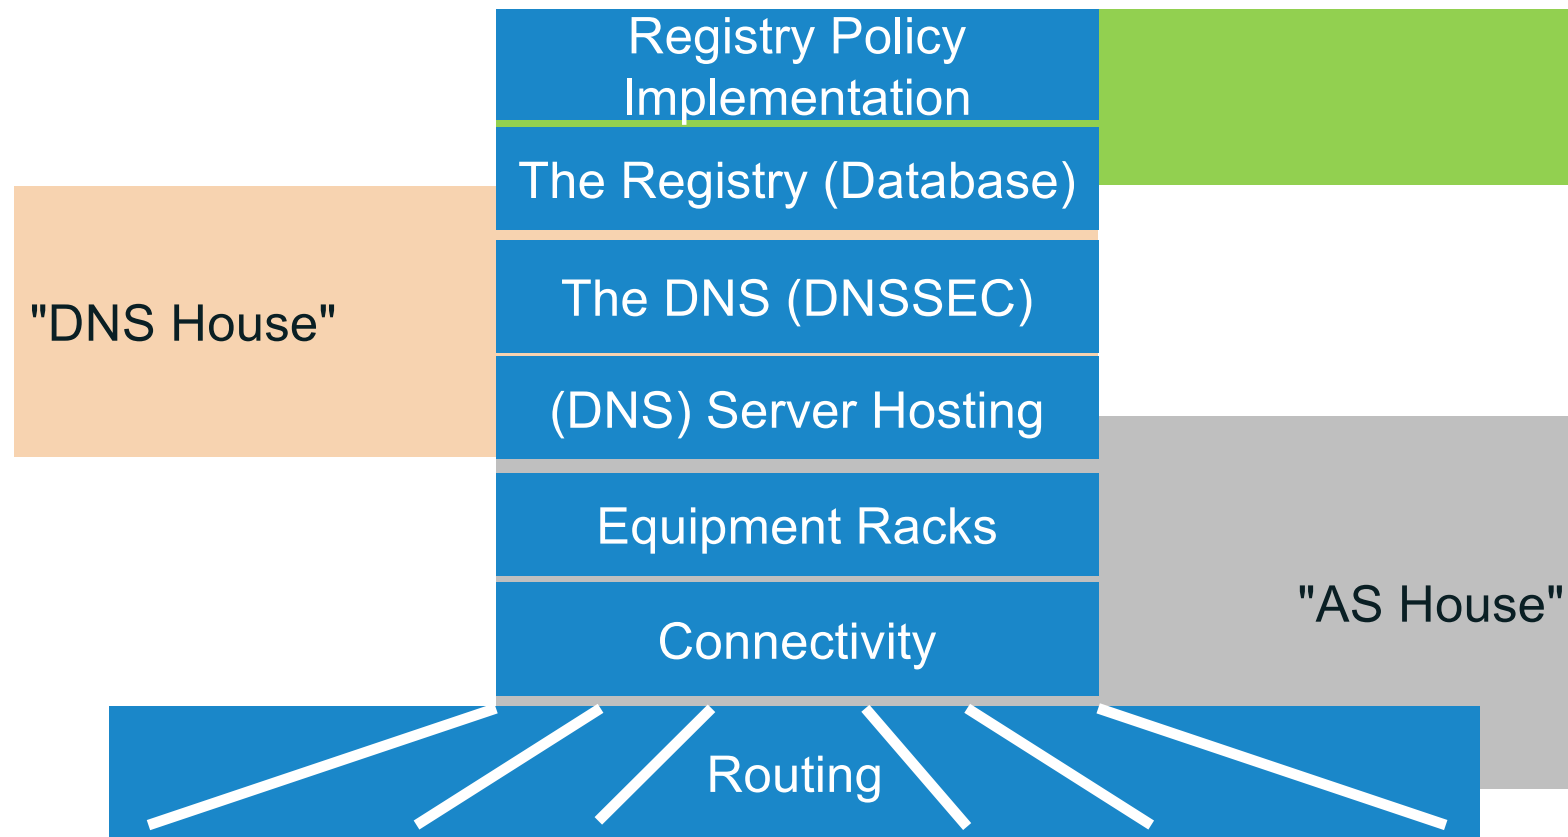 Registry Policy
Implementation
The Registry (Database)
The DNS (DNSSEC)
"DNS House"
(DNS) Server Hosting
Equipment Racks
"AS House"
Connectivity
Routing